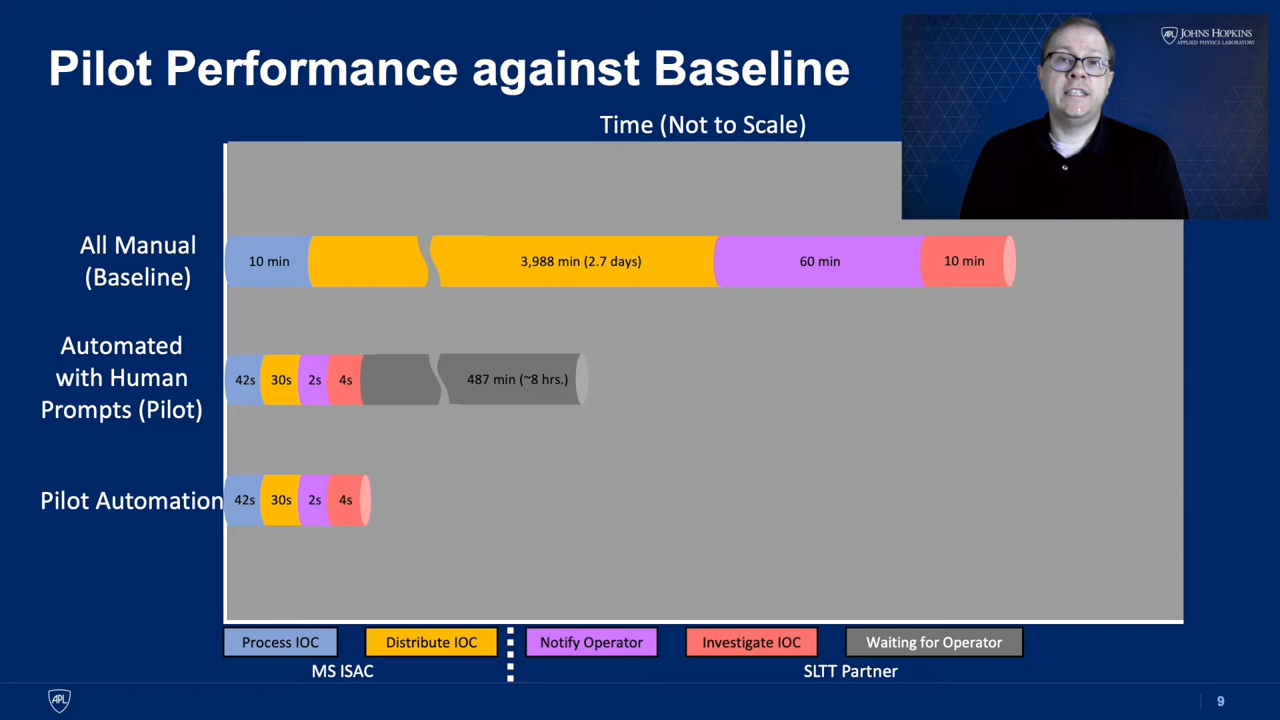 Pilot Performance against Baseline
JOHNS HOPKINS
APPLIED PHYSICS LABORATORY
APL
Time (Not to Scale)
All Manual
(Baseline)
10 min
3,988 min (2.7 days)
60 min
10 min
Automated
with Human
Prompts (Pilot)
42s
30s
2s
4s
487 min (~8 hrs.)
Pilot Automation
42s
30s
2s
4s
Process IOC
Distribute IOC
Notify Operator
Investigate IOC
Waiting for Operator
MS ISAC
SLTT Partner
APL
9